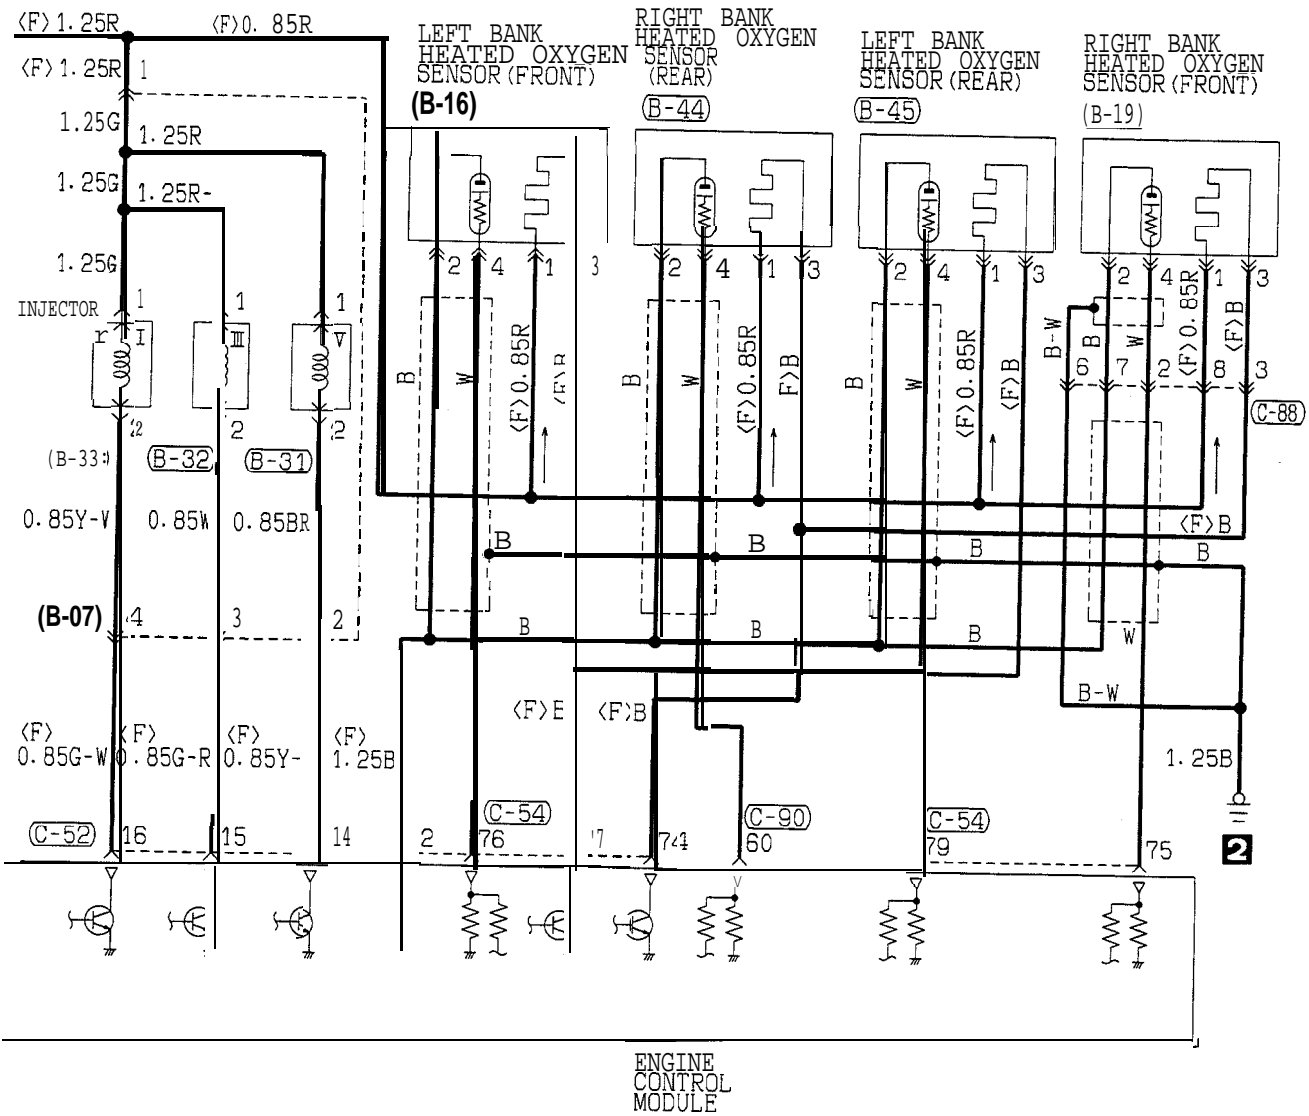 <F>1.25R
<F>0.85R
LEFT BANK
HEATED OXYGEN
SENSOR (FRONT)
(B-16)
RIGHT BANK
HEATED OXYGEN
SENSOR
(REAR)
(B-44)
LEFT BANK
HEATED OXYGEN
SENSOR (REAR)
(B-45)
RIGHT BANK
HEATED OXYGEN
SENSOR (FRONT)
(B-19)
<F>1.25R 1
1.25G 1.25R
1.25G 1.25R-
1.25G
2 4 1 3
2 4 1 3
2 4 1 3
2 4 1 3
INJECTOR 1 1 1
r I III V
B W <F>0.85R
B W <F>0.85R F>B
B W <F>0.85R <F>B
B-W B W <F>0.85R <F>B
6 7 2 8 3
(C-88)
2 2 2
(B-33) (B-32) (B-31)
0.85Y-V 0.85W 0.85BR
<F>B
B B B B
(B-07) 4 3 2
B B B W
B-W
<F> <F> <F> <F>
0.85G-W 0.85G-R 0.85Y- 1.25B
<F>E <F>B
1.25B
(C-52) 16 15 14 2
(C-54) 76 7 74
(C-90) 60
(C-54) 79 75
2
ENGINE
CONTROL
MODULE